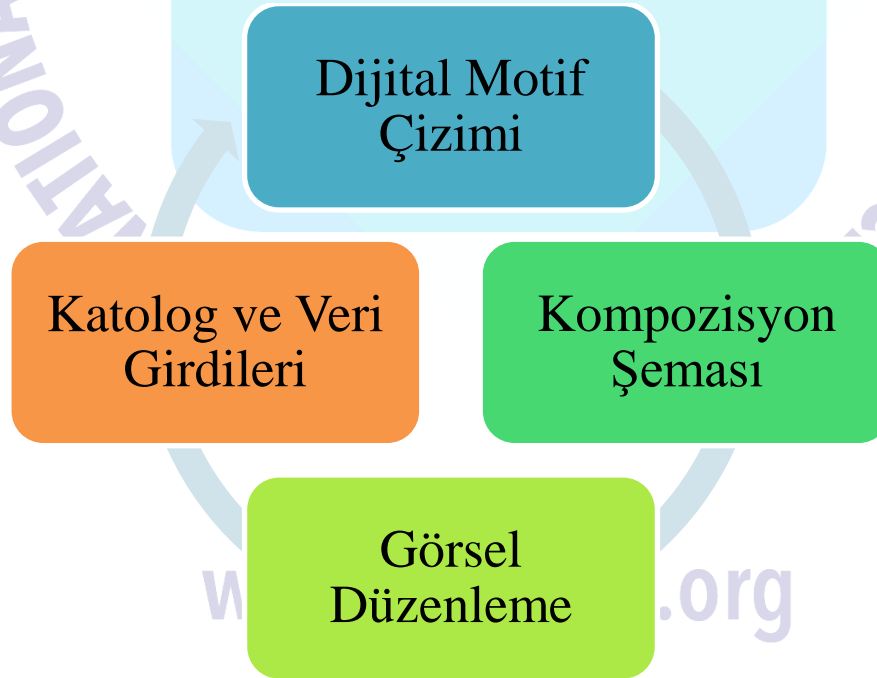 Dijital Motif
Çizimi
Katolog ve Veri
Girdileri
Kompozisyon
Şeması
Görsel
Düzenleme
.org